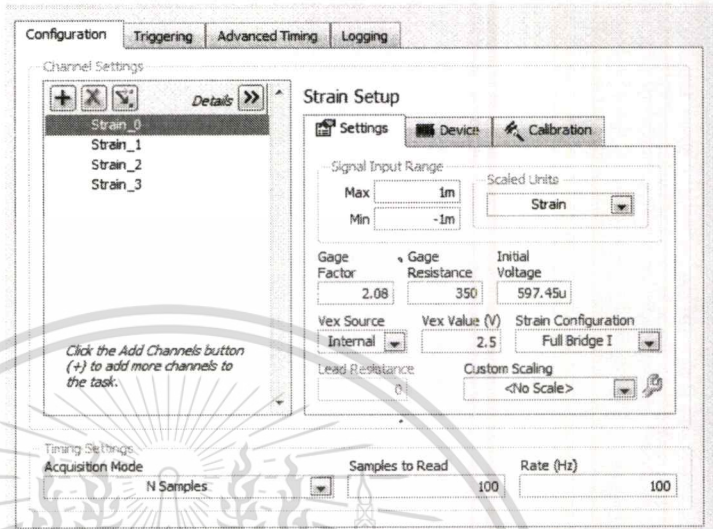 Configuration Triggering Advanced Timing Logging
Channel Settings
Details
Strain_0
Strain_1
Strain_2
Strain_3
Click the Add Channels button
(+) to add more channels to
the task.
Strain Setup
Settings Device Calibration
Signal Input Range
Max 1m
Min -1m
Scaled Units
Strain
Gage Factor 2.08
Gage Resistance 350
Initial Voltage 597.45u
Vex Source Internal
Vex Value (V) 2.5
Strain Configuration Full Bridge I
Lead Resistance 0
Custom Scaling <No Scale>
Timing Settings
Acquisition Mode N Samples
Samples to Read 100
Rate (Hz) 100